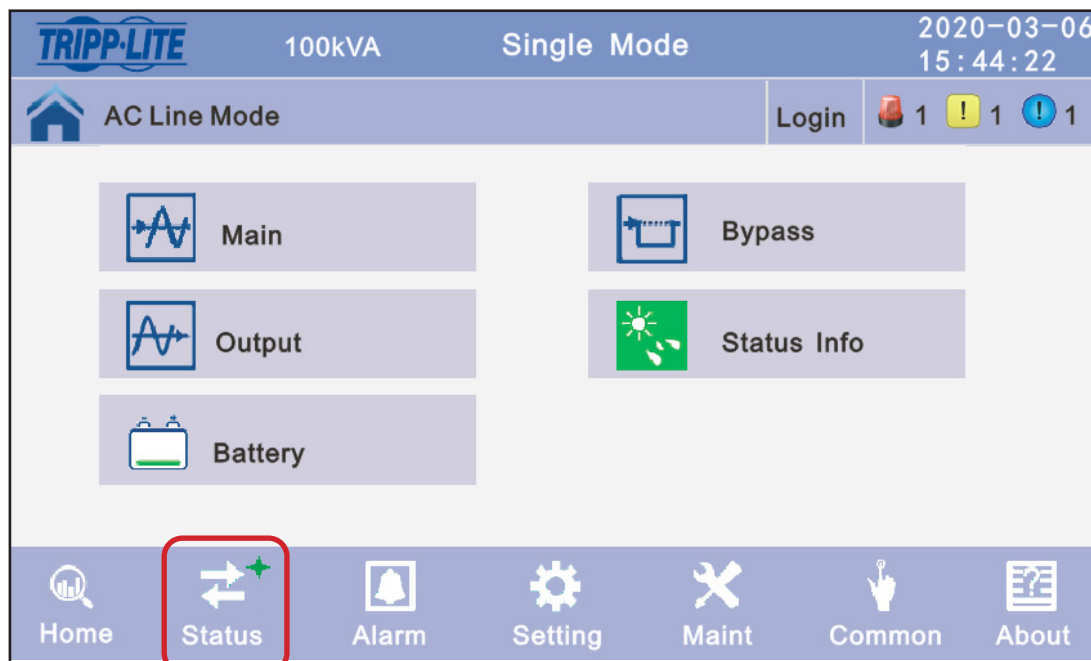 TRIPP·LITE 100kVA Single Mode 2020-03-06
15:44:22
AC Line Mode Login 1 ! 1 ! 1
Main Bypass
Output Status Info
Battery
Home Status Alarm Setting Maint Common About